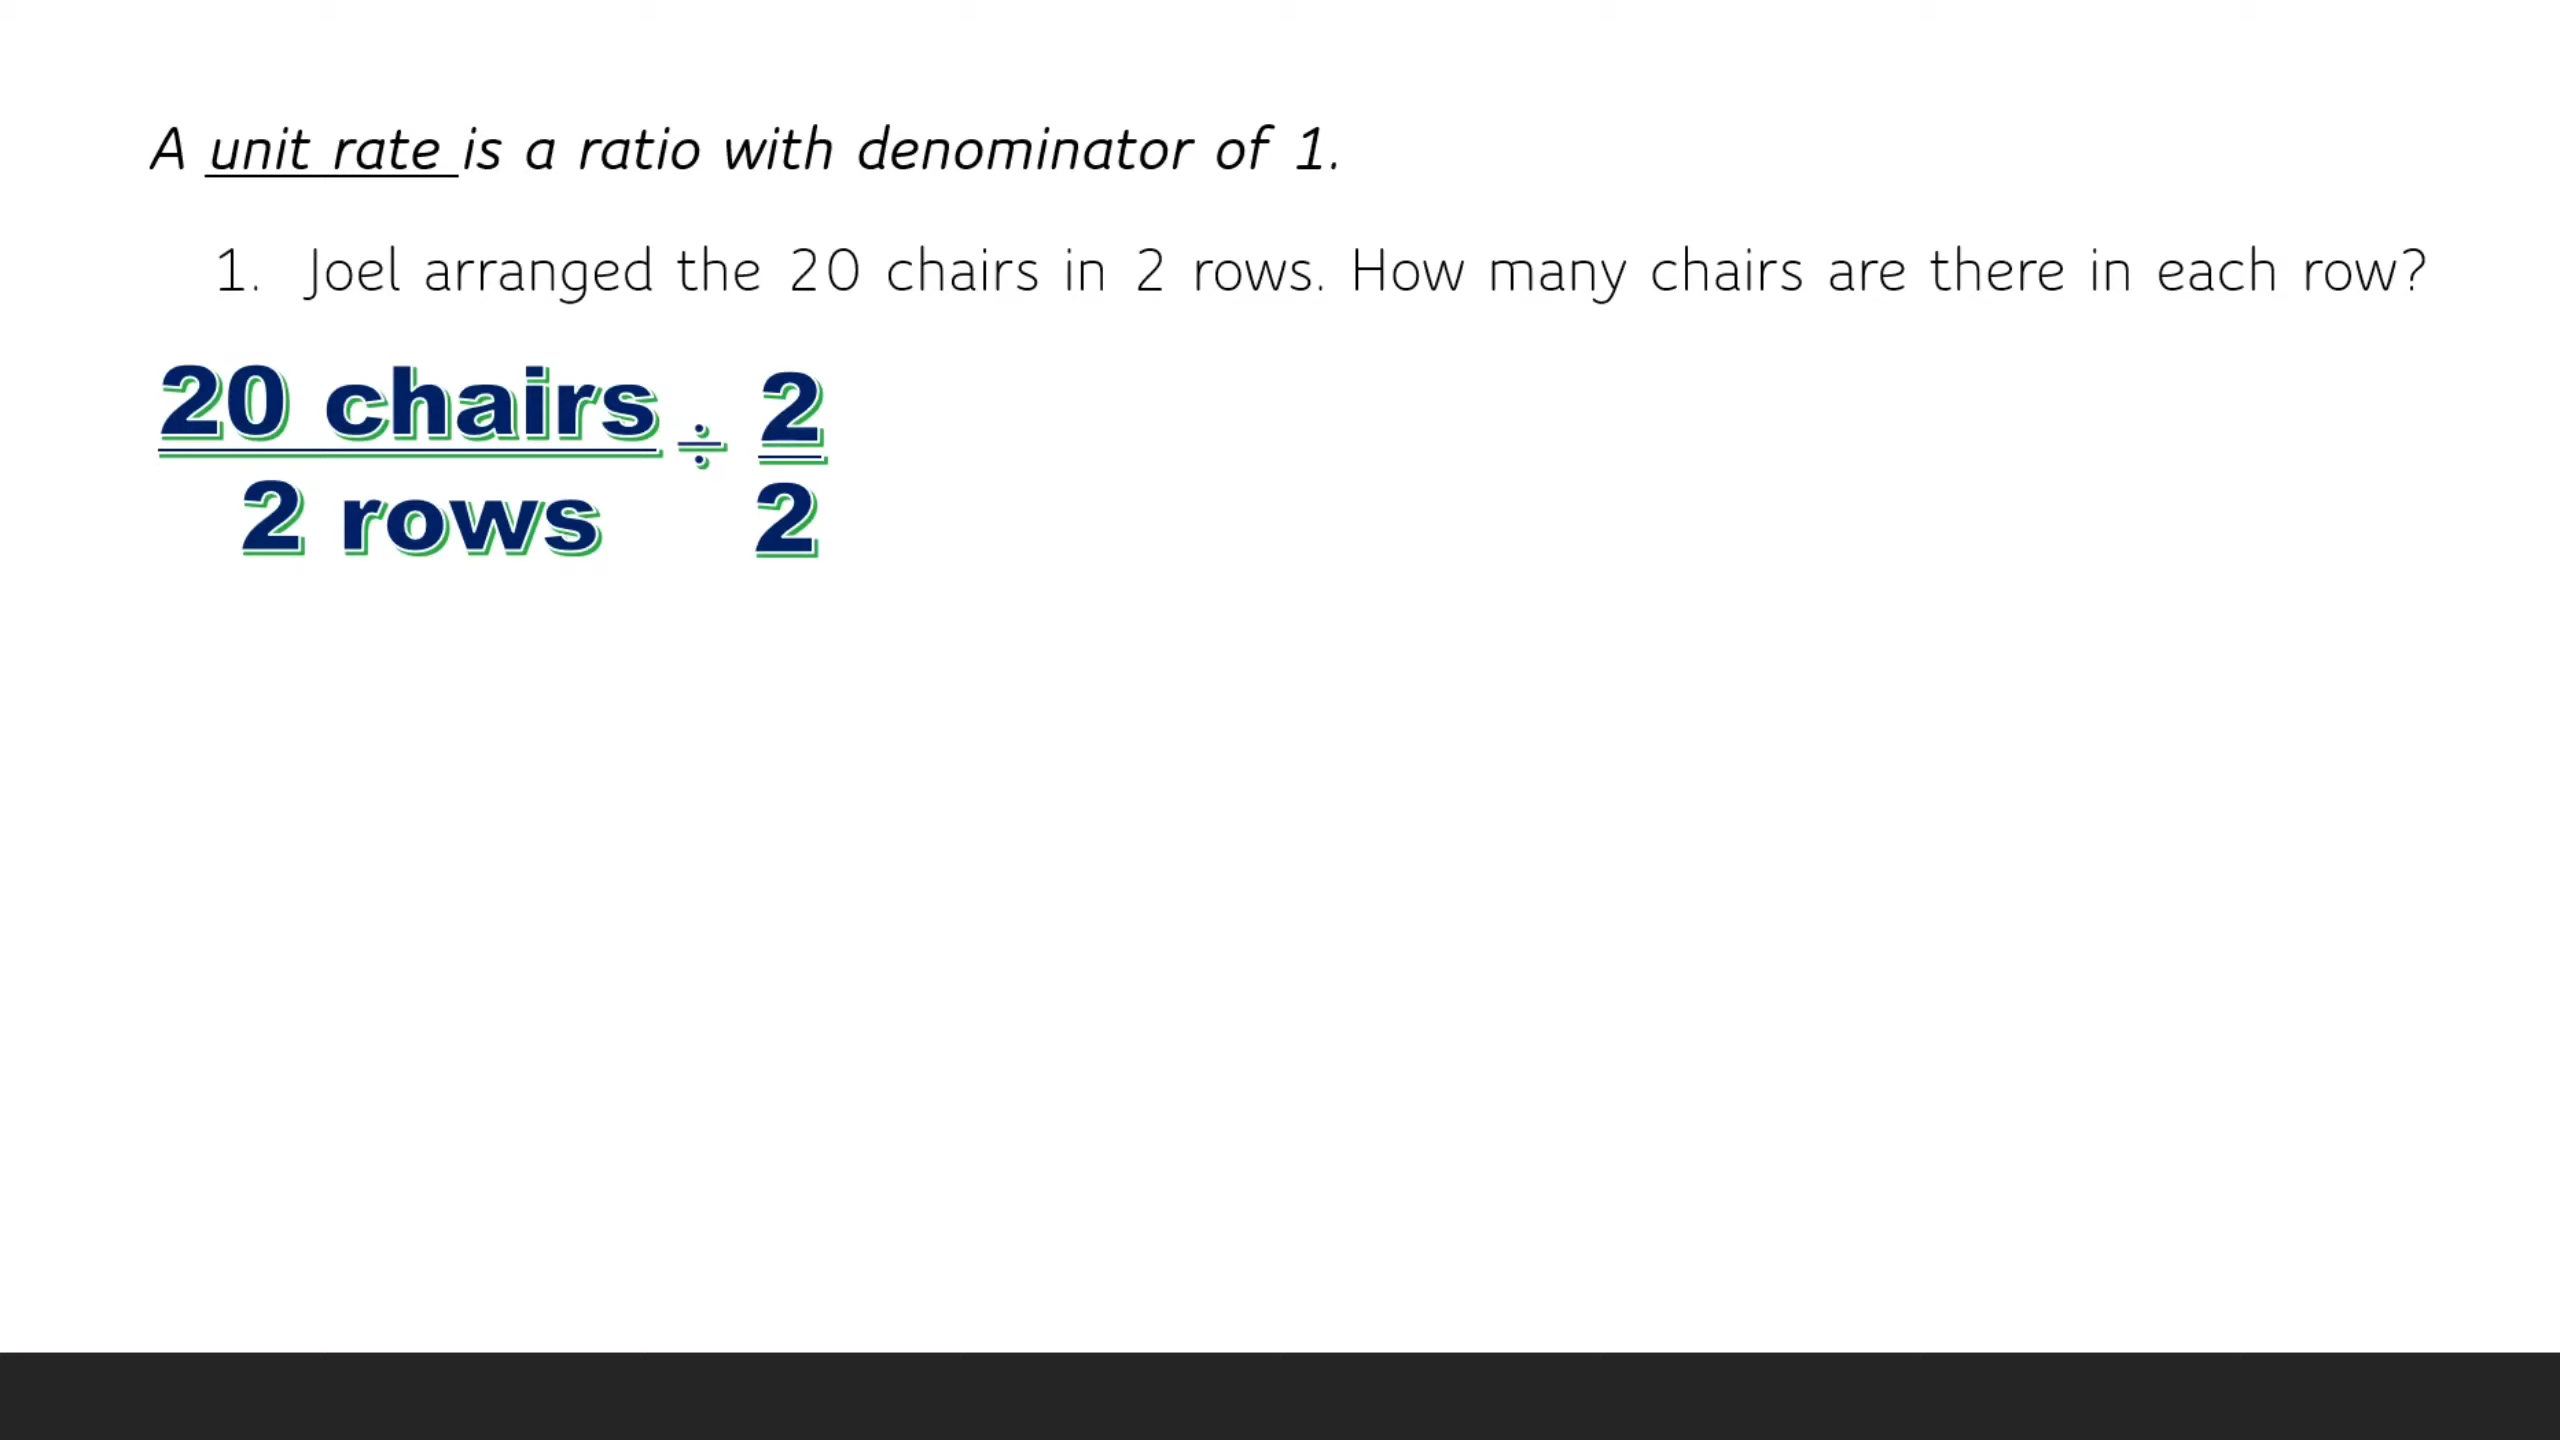 A unit rate is a ratio with denominator of 1.
1. Joel arranged the 20 chairs in 2 rows. How many chairs are there in each row?
20 chairs ÷ 2
2 rows 2